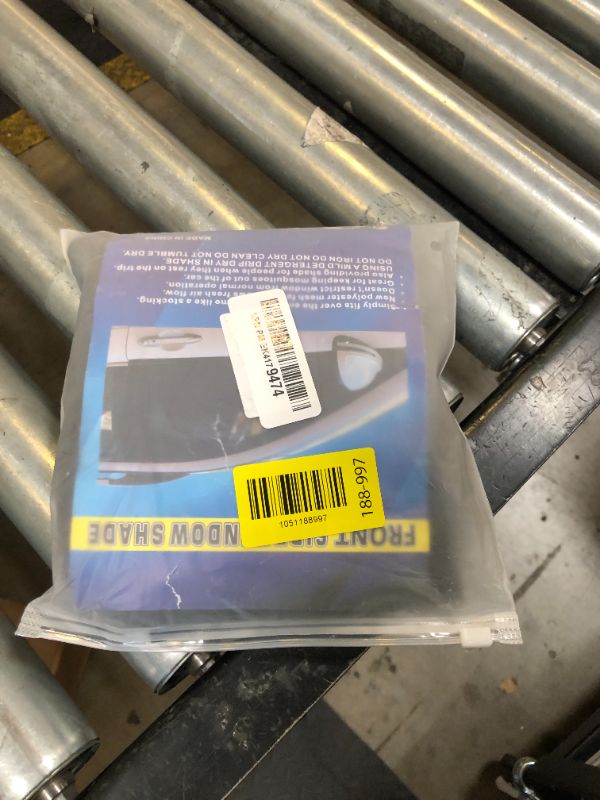 FRONT SIDE WINDOW SHADE
Simply fits over the en me like a stocking.
New polyester mesh fa s fresh air flow.
Doesn't restrict window from normal operation.
Great for keeping mosquitoes out of the car.
Also providing shade for people when they rest on the trip.
USING A MILD DETERGENT DRIP DRY IN SHADE.
DO NOT IRON DO NOT DRY CLEAN DO NOT TUMBLE DRY.
MADE IN CHINA
9474
1051188997
188-997